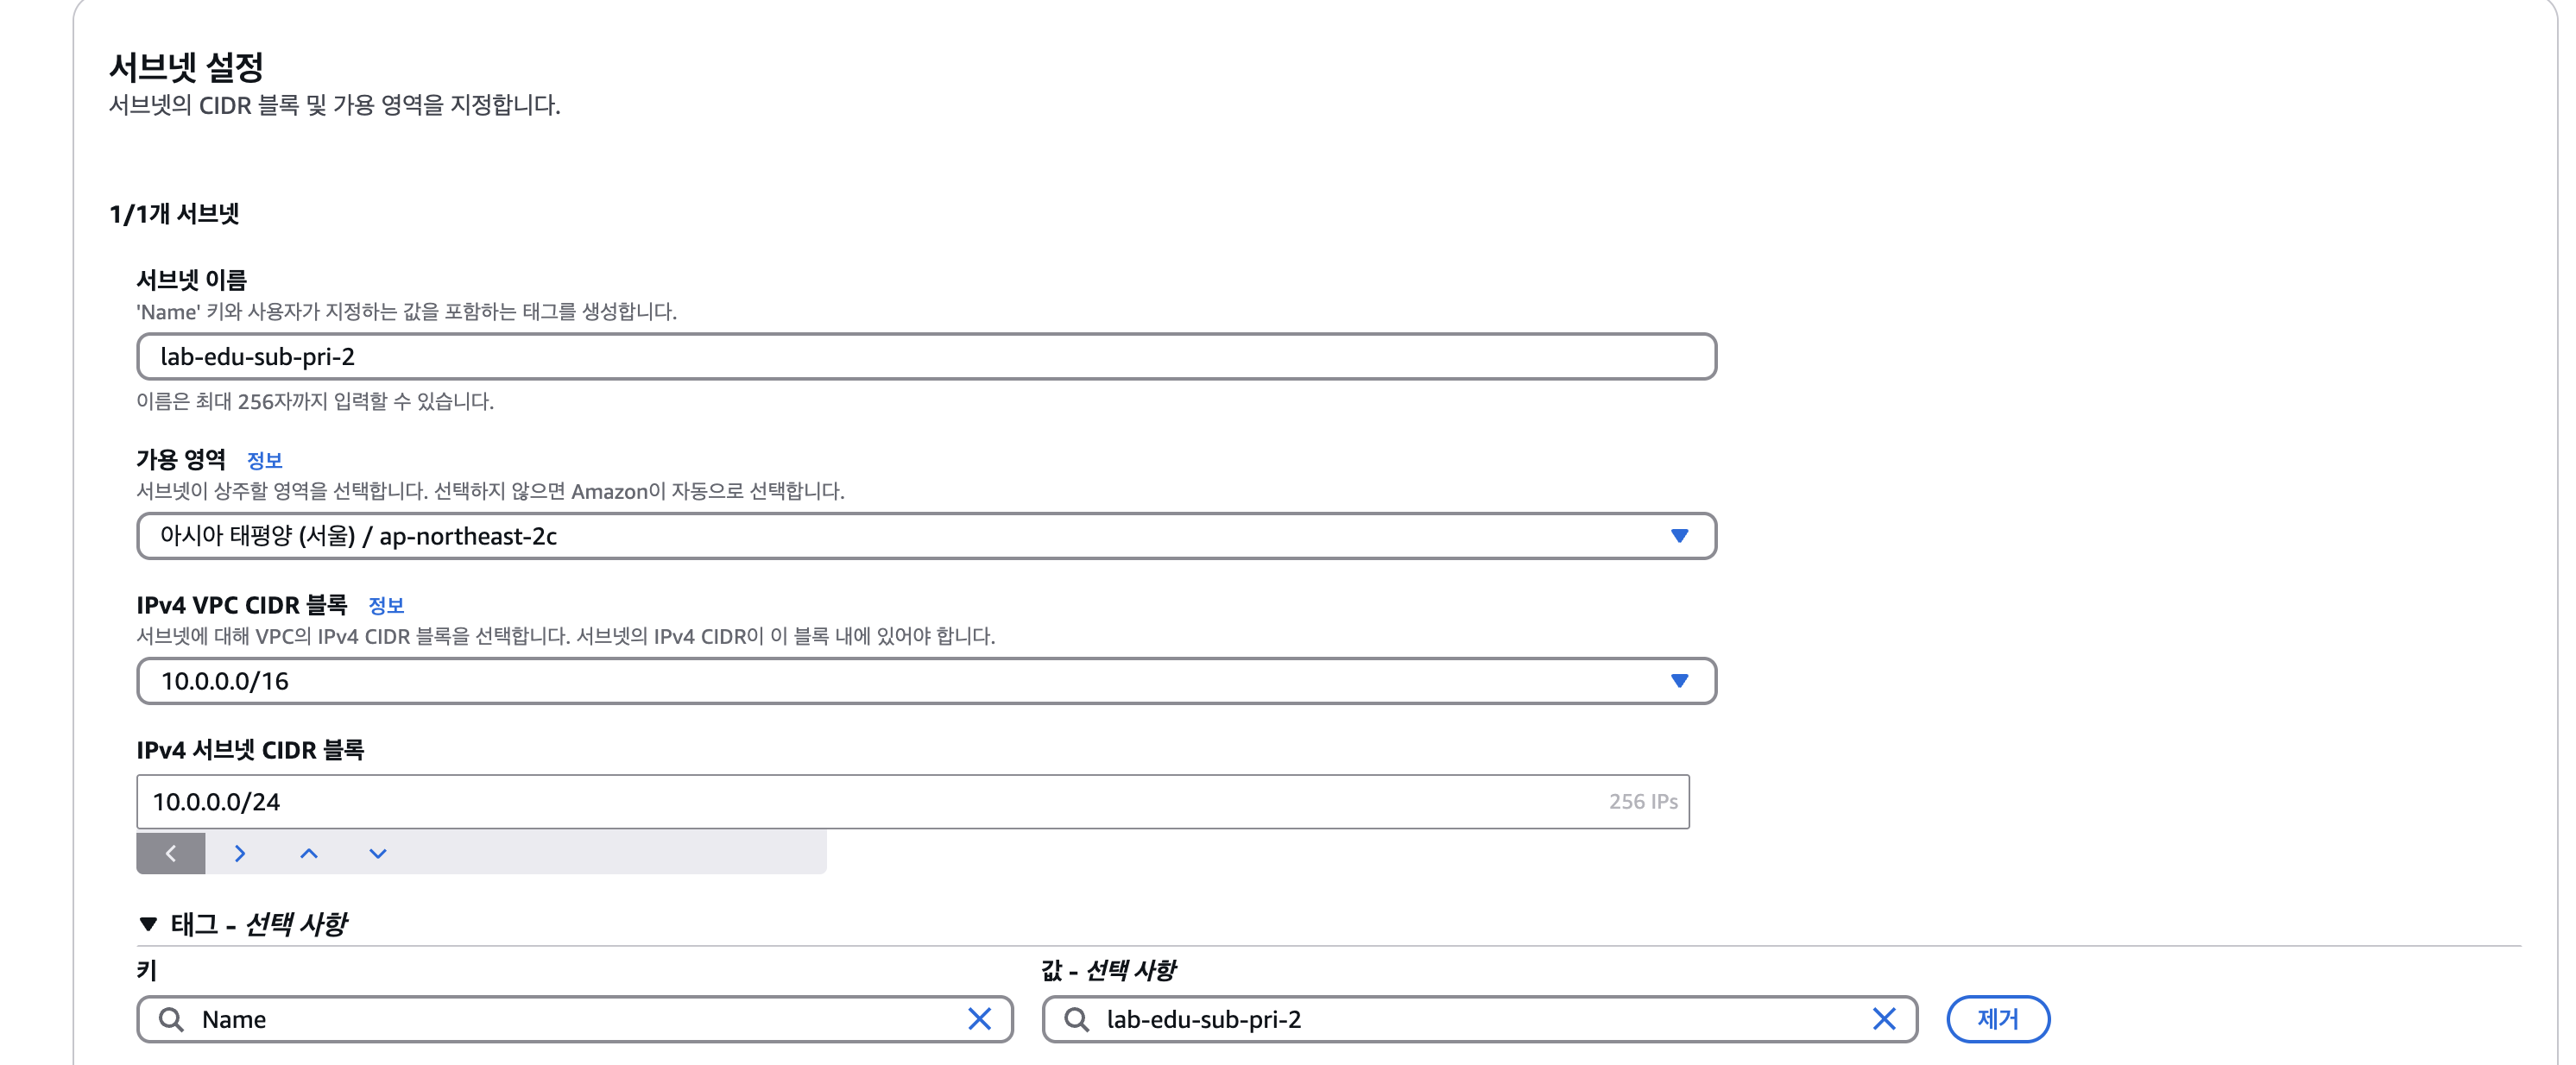 서브넷 설정
서브넷의 CIDR 블록 및 가용 영역을 지정합니다.
1/1개 서브넷
서브넷 이름
'Name' 키와 사용자가 지정하는 값을 포함하는 태그를 생성합니다.
lab-edu-sub-pri-2
이름은 최대 256자까지 입력할 수 있습니다.
가용 영역 정보
서브넷이 상주할 영역을 선택합니다. 선택하지 않으면 Amazon이 자동으로 선택합니다.
아시아 태평양 (서울) / ap-northeast-2c
IPv4 VPC CIDR 블록 정보
서브넷에 대해 VPC의 IPv4 CIDR 블록을 선택합니다. 서브넷의 IPv4 CIDR이 이 블록 내에 있어야 합니다.
10.0.0.0/16
IPv4 서브넷 CIDR 블록
10.0.0.0/24 256 IPs
태그 - 선택 사항
키 값 - 선택 사항
Name lab-edu-sub-pri-2 제거